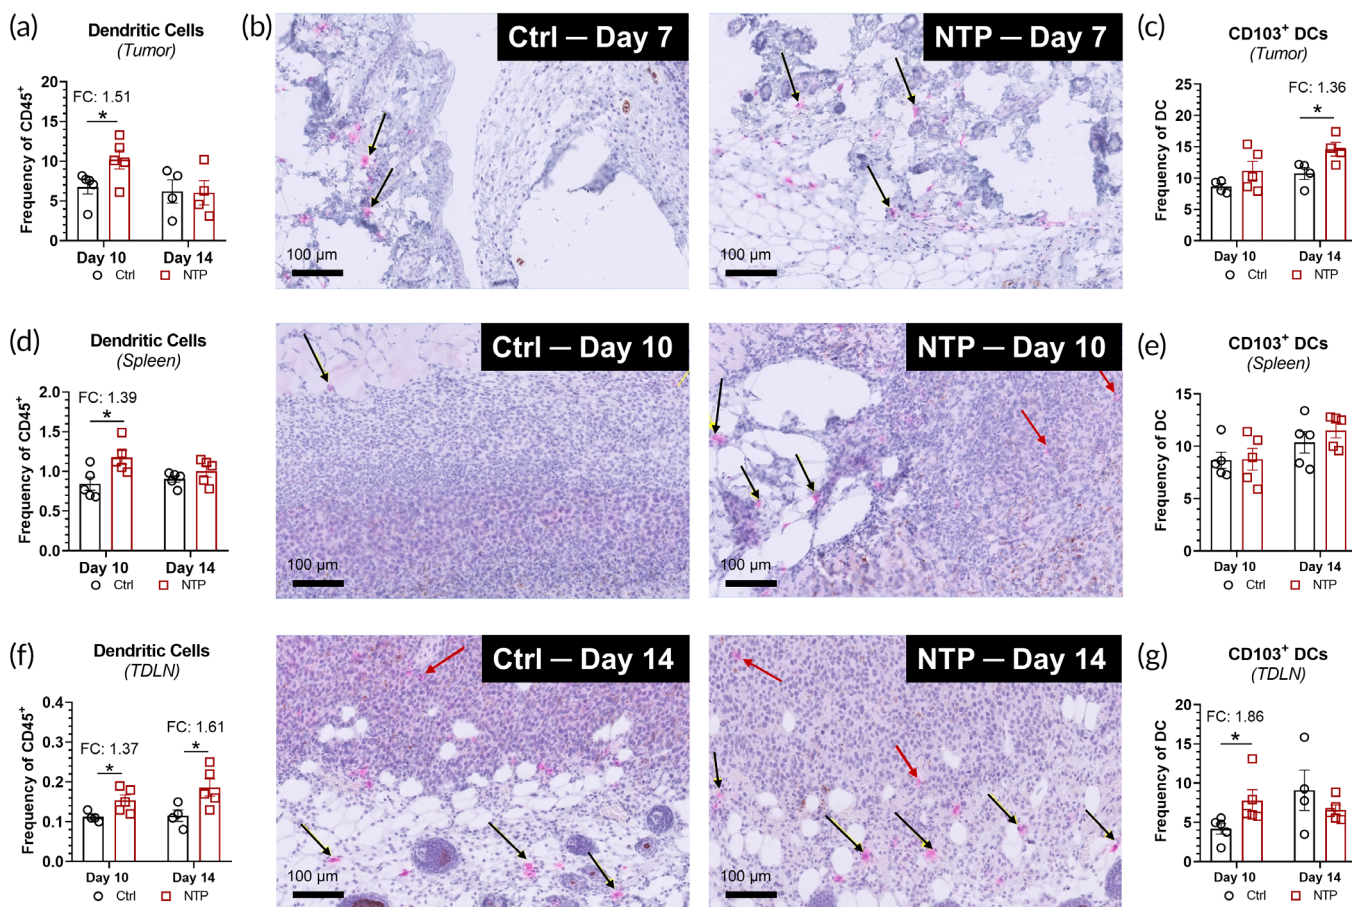 (a)
Dendritic Cells
(Tumor)
Frequency of CD45⁺
20
15
10
5
0
FC: 1.51
*
Day 10
Day 14
Ctrl
NTP
(b)
Ctrl — Day 7
100 µm
NTP — Day 7
100 µm
(c)
CD103⁺ DCs
(Tumor)
Frequency of DC
25
20
15
10
5
0
FC: 1.36
*
Day 10
Day 14
Ctrl
NTP
(d)
Dendritic Cells
(Spleen)
Frequency of CD45⁺
2.0
1.5
1.0
0.5
0.0
FC: 1.39
*
Day 10
Day 14
Ctrl
NTP
Ctrl — Day 10
100 µm
NTP — Day 10
100 µm
(e)
CD103⁺ DCs
(Spleen)
Frequency of DC
15
10
5
0
Day 10
Day 14
Ctrl
NTP
(f)
Dendritic Cells
(TDLN)
Frequency of CD45⁺
0.4
0.3
0.2
0.1
0.0
FC: 1.37
*
FC: 1.61
*
Day 10
Day 14
Ctrl
NTP
Ctrl — Day 14
100 µm
NTP — Day 14
100 µm
(g)
CD103⁺ DCs
(TDLN)
Frequency of DC
20
15
10
5
0
FC: 1.86
*
Day 10
Day 14
Ctrl
NTP